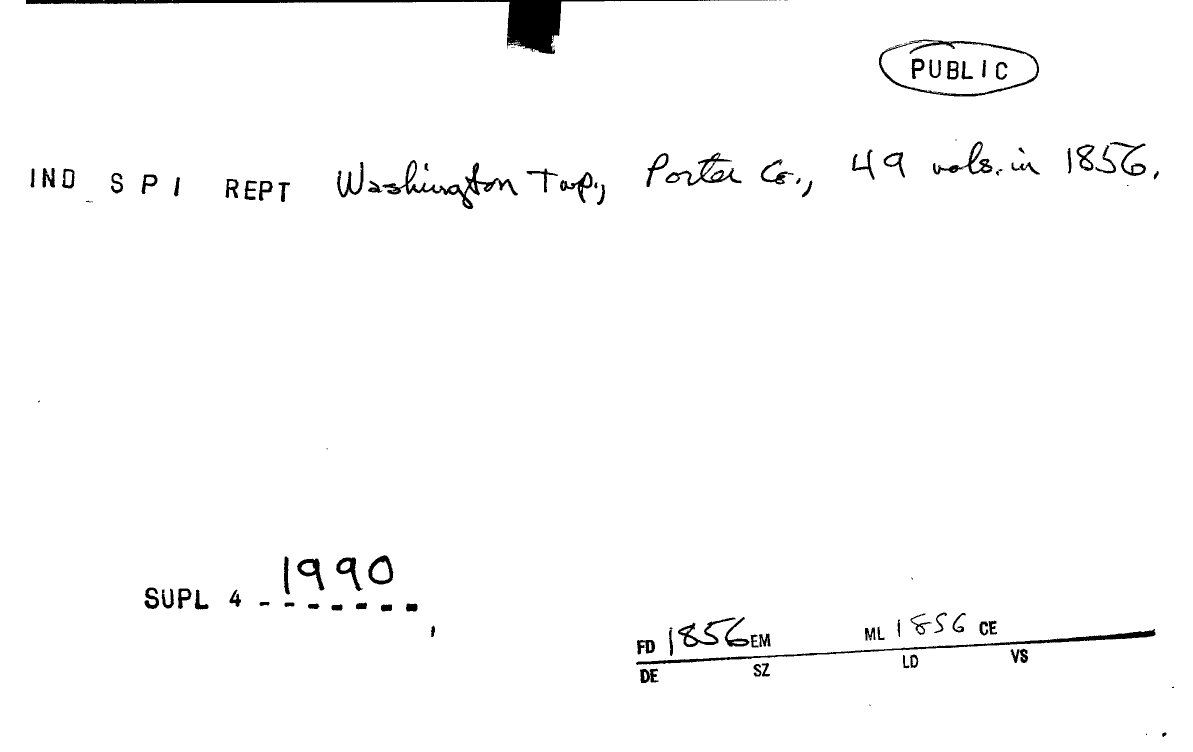 PUBLIC
IND S P I REPT Washington Twp., Porter Co., 49 vols. in 1856.
1990
SUPL 4 -------
FD 1856 EM ML 1856 CE
DE SZ LD VS